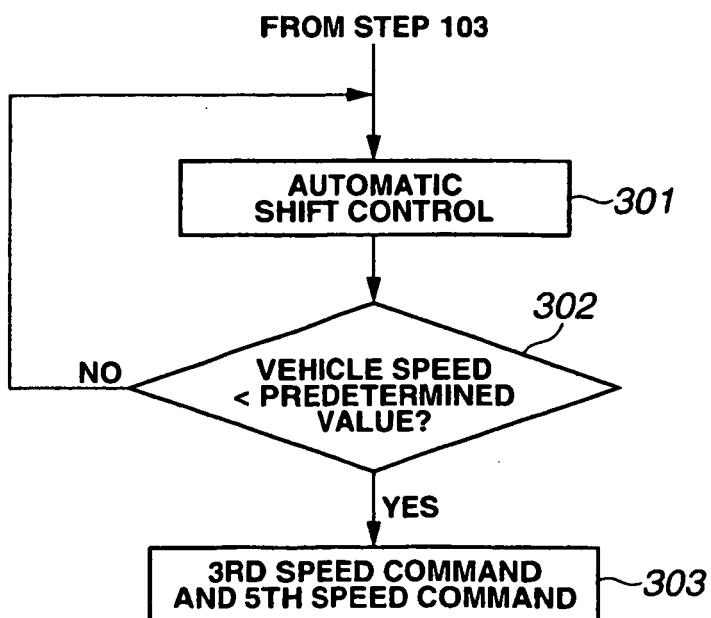 FROM STEP 103
AUTOMATIC
SHIFT CONTROL
301
302
VEHICLE SPEED
< PREDETERMINED
VALUE?
NO
YES
3RD SPEED COMMAND
AND 5TH SPEED COMMAND
303